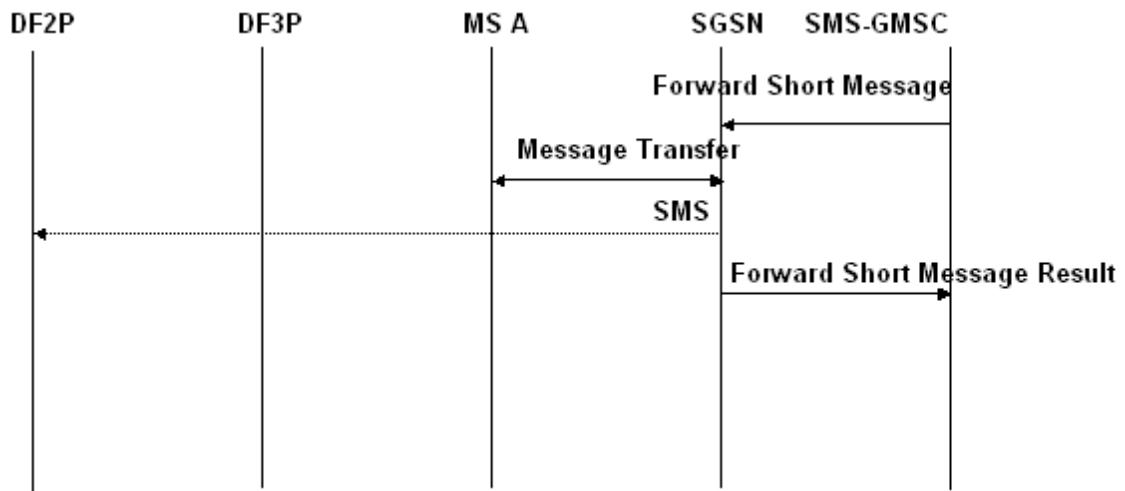 DF2P DF3P MS A SGSN SMS-GMSC
Forward Short Message
Message Transfer
SMS
Forward Short Message Result